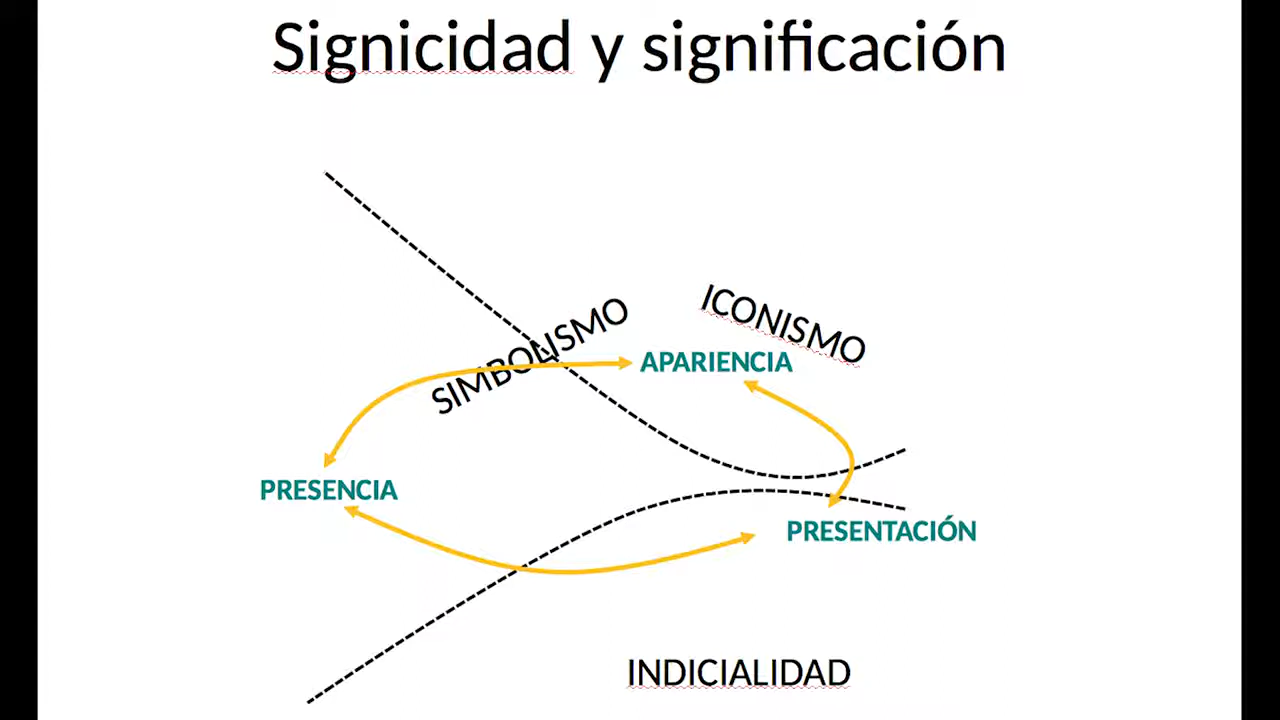 Signicidad y significación
SIMBOLISMO
ICONISMO
APARIENCIA
PRESENCIA
PRESENTACIÓN
INDICIALIDAD